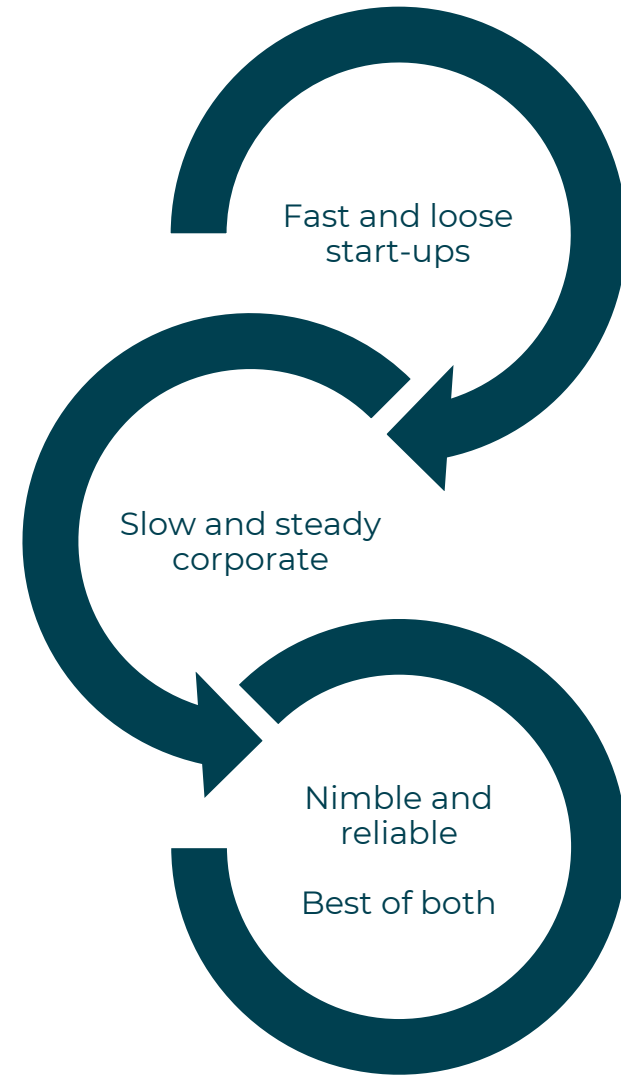 Fast and loose
start-ups
Slow and steady
corporate
Nimble and
reliable
Best of both